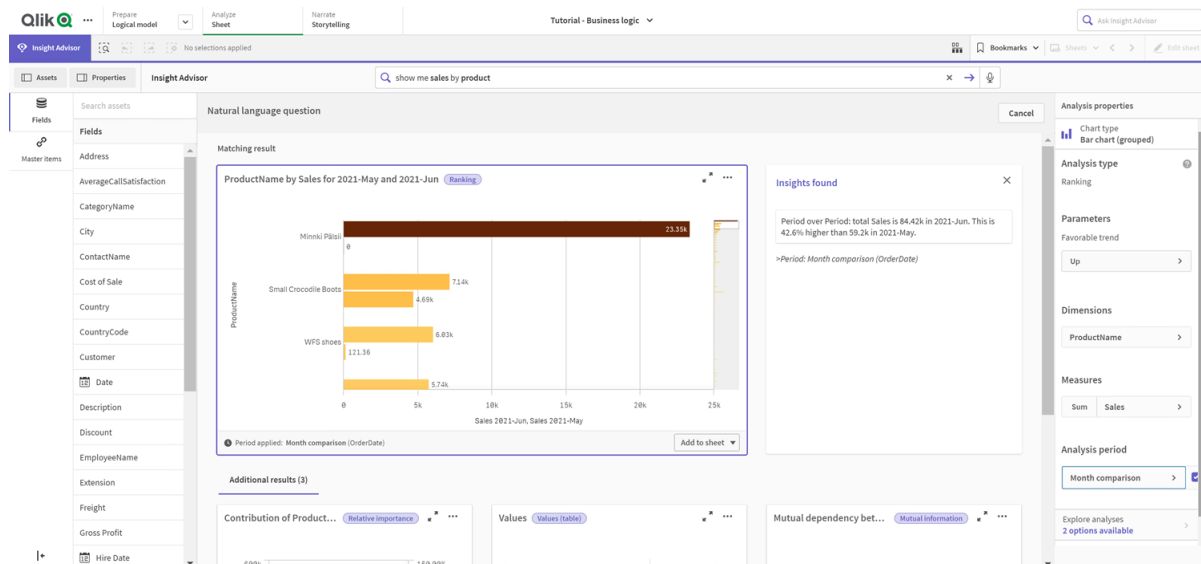 Qlik
Prepare
Logical model
Analyze
Sheet
Narrate
Storytelling
Tutorial - Business logic
Ask Insight Advisor
Insight Advisor
No selections applied
Bookmarks
Sheets
Edit sheet
Assets
Properties
Insight Advisor
show me sales by product
Fields
Master items
Search assets
Fields
Address
AverageCallSatisfaction
CategoryName
City
ContactName
Cost of Sale
Country
CountryCode
Customer
Date
Description
Discount
EmployeeName
Extension
Freight
Gross Profit
Hire Date
Natural language question
Cancel
Matching result
ProductName by Sales for 2021-May and 2021-Jun
Ranking
ProductName
Minnki Pälsii
23.35k
0
Small Crocodile Boots
7.14k
4.69k
WFS shoes
6.03k
121.36
5.74k
0 5k 10k 15k 20k 25k
Sales 2021-Jun, Sales 2021-May
Period applied: Month comparison (OrderDate)
Add to sheet
Insights found
Period over Period: total Sales is 84.42k in 2021-Jun. This is
42.6% higher than 59.2k in 2021-May.
>Period: Month comparison (OrderDate)
Additional results (3)
Contribution of Product...
Relative importance
Values
Values (table)
Mutual dependency bet...
Mutual information
Analysis properties
Chart type
Bar chart (grouped)
Analysis type
Ranking
Parameters
Favorable trend
Up
Dimensions
ProductName
Measures
Sum Sales
Analysis period
Month comparison
Explore analyses
2 options available